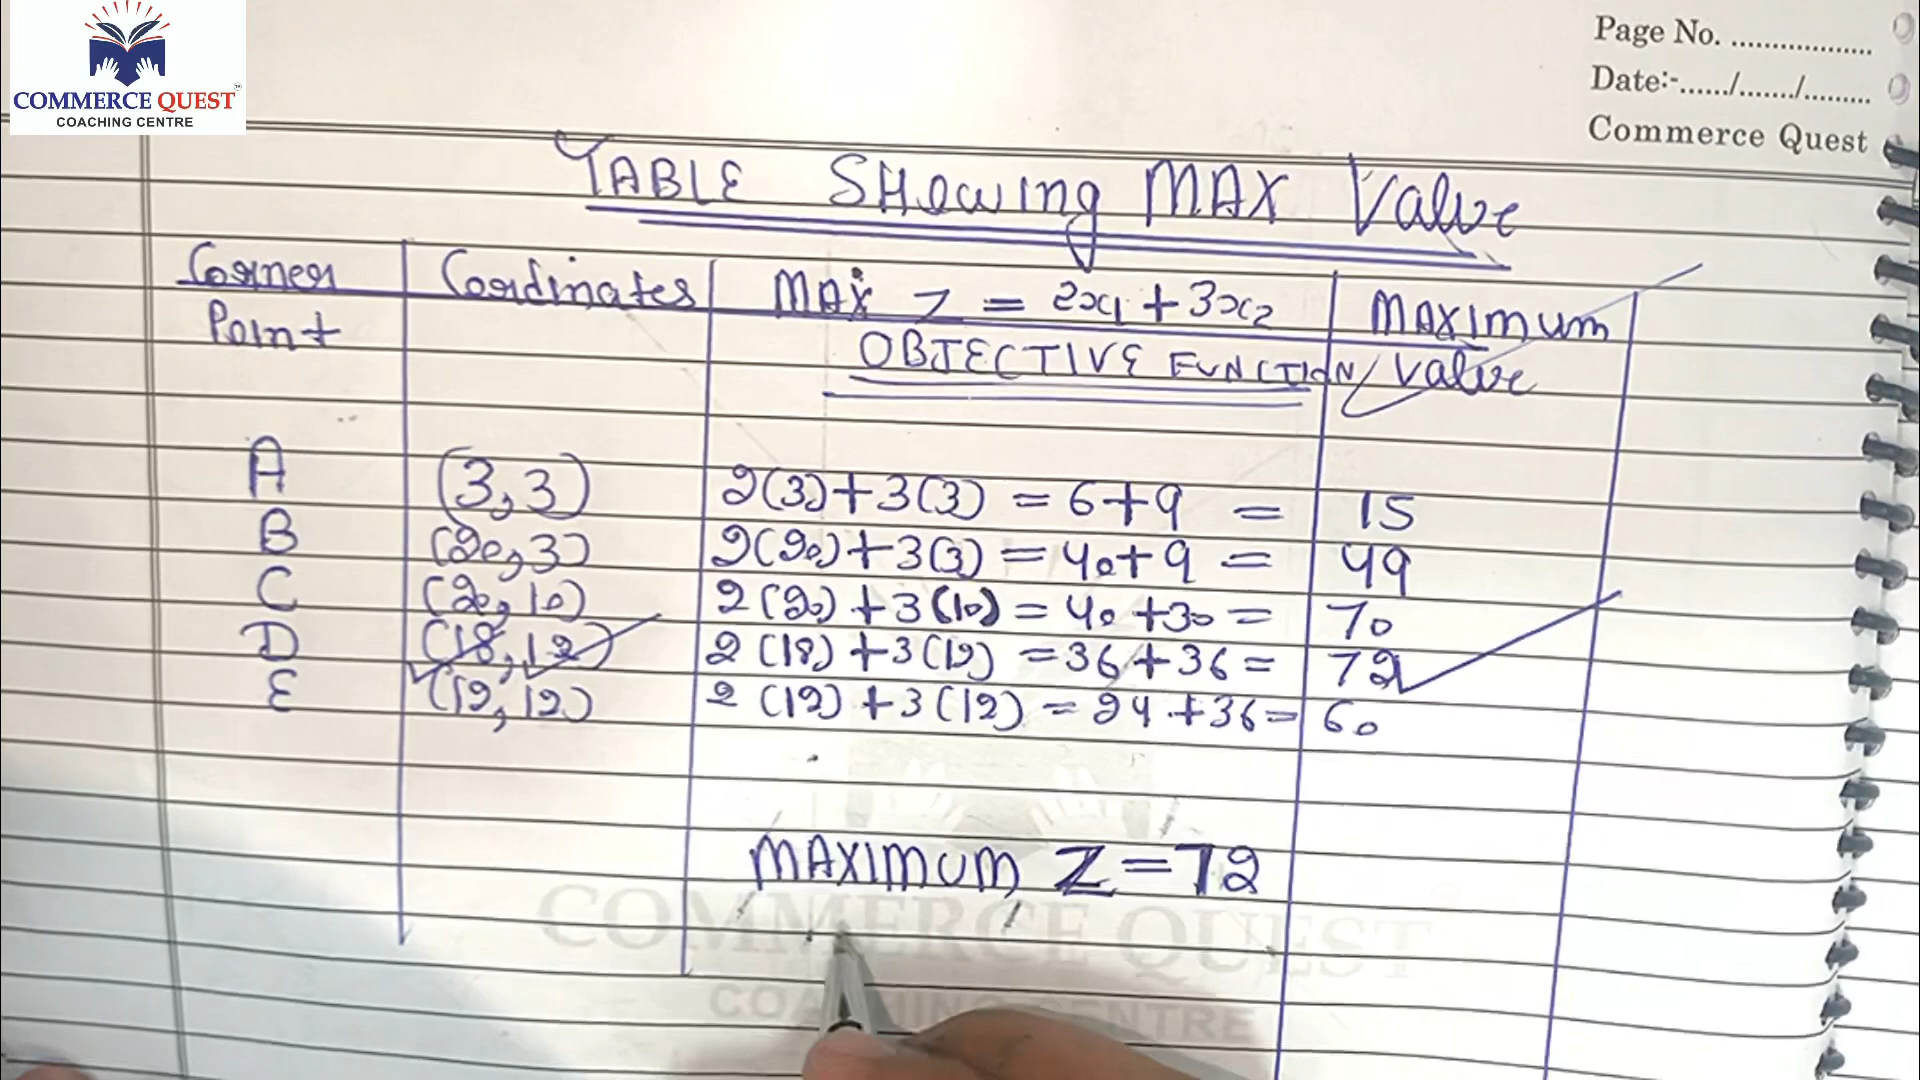 COMMERCE QUEST
COACHING CENTRE
Page No. ..................
Date:-....../......./.........
Commerce Quest
TABLE SHowing MAX Value
Corner Point | Coordinates | MAX Z = 2x₁ + 3x₂ | MAXIMUM Value
OBJECTIVE FUNCTION
A (3,3) 2(3)+3(3) = 6+9 = 15
B (20,3) 2(20)+3(3) = 40+9 = 49
C (20,10) 2(20)+3(10) = 40+30 = 70
D (18,12) 2(18)+3(12) = 36+36 = 72
E (12,12) 2(12)+3(12) = 24+36 = 60
MAXIMUM Z = 72
COMMERCE QUEST
COACHING CENTRE